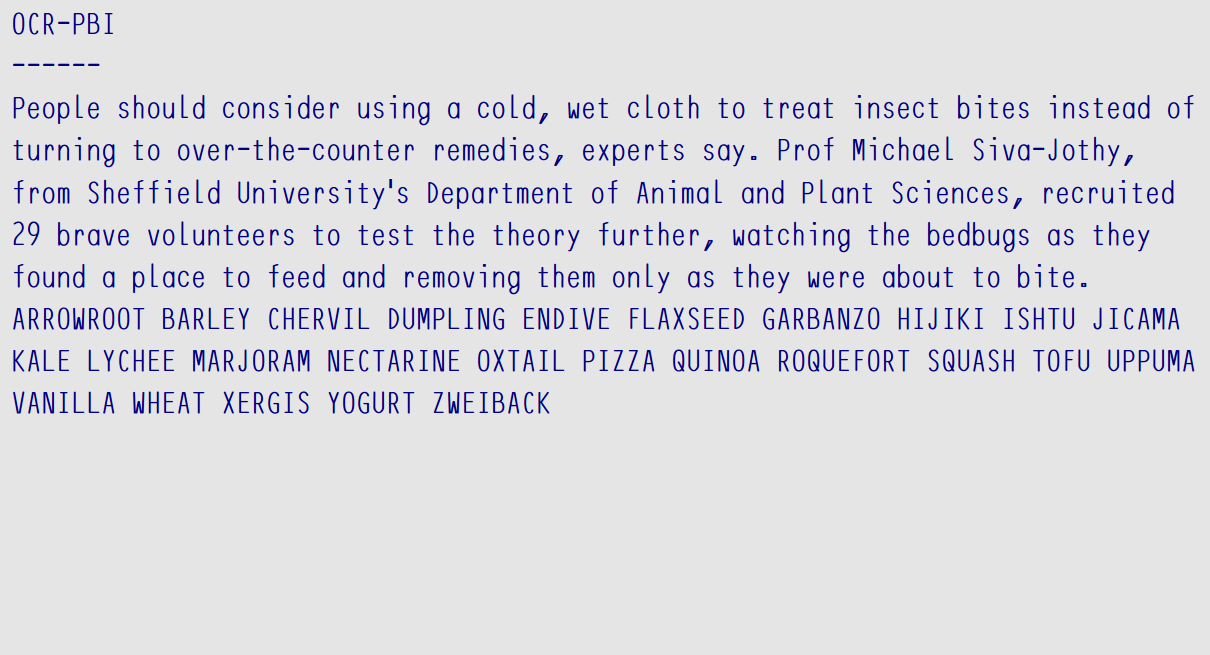 OCR-PBI
------
People should consider using a cold, wet cloth to treat insect bites instead of
turning to over-the-counter remedies, experts say. Prof Michael Siva-Jothy,
from Sheffield University's Department of Animal and Plant Sciences, recruited
29 brave volunteers to test the theory further, watching the bedbugs as they
found a place to feed and removing them only as they were about to bite.
ARROWROOT BARLEY CHERVIL DUMPLING ENDIVE FLAXSEED GARBANZO HIJIKI ISHTU JICAMA
KALE LYCHEE MARJORAM NECTARINE OXTAIL PIZZA QUINOA ROQUEFORT SQUASH TOFU UPPUMA
VANILLA WHEAT XERGIS YOGURT ZWEIBACK